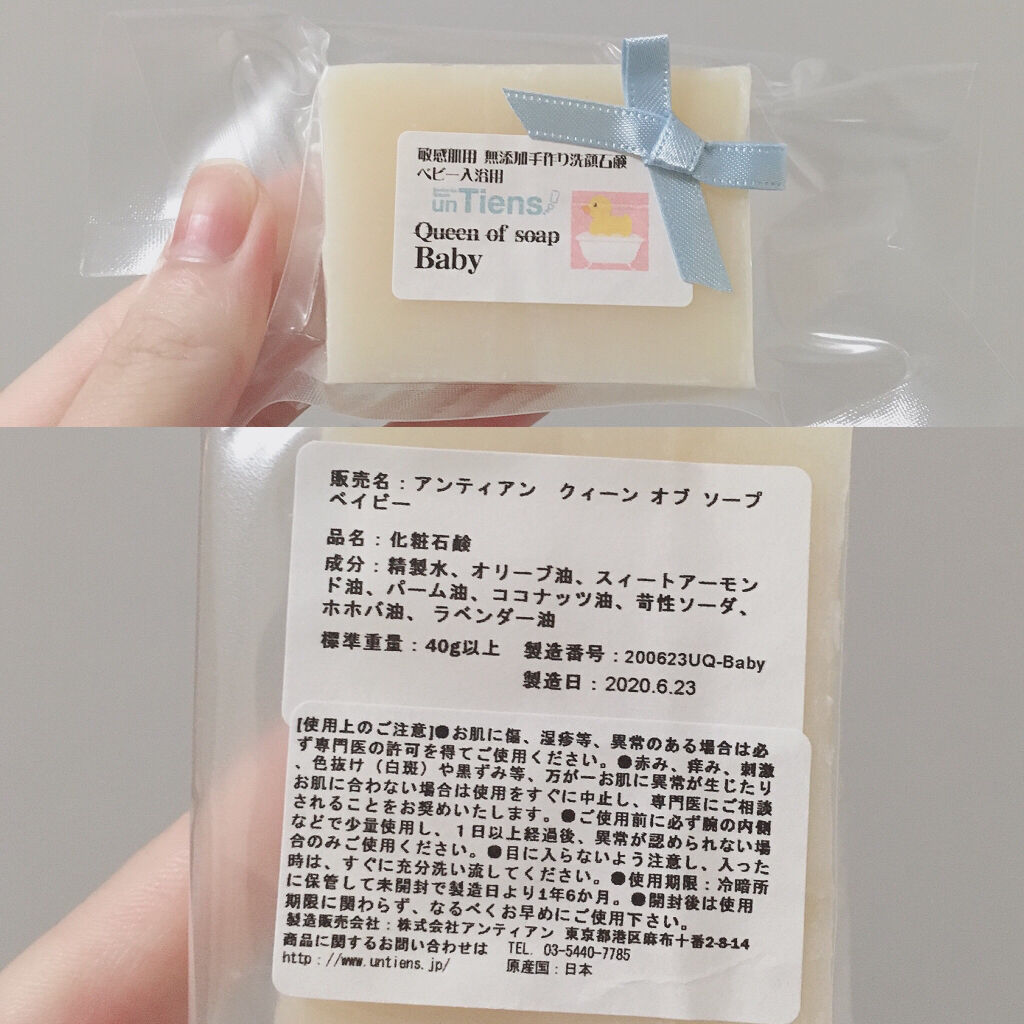 敏感肌用 無添加手作り洗顔石鹸
ベビー入浴用
unTiens
Queen of soap
Baby
販売名：アンティアン　クィーン オブ ソープ
ベイビー
品名：化粧石鹸
成分：精製水、オリーブ油、スィートアーモン
ド油、パーム油、ココナッツ油、苛性ソーダ、
ホホバ油、ラベンダー油
標準重量：40g以上　製造番号：200623UQ-Baby
製造日：2020.6.23
[使用上のご注意]●お肌に傷、湿疹等、異常のある場合は必
ず専門医の許可を得てご使用ください。●赤み、痒み、刺激
、色抜け（白斑）や黒ずみ等、万が一お肌に異常が生じたり
お肌に合わない場合は使用をすぐに中止し、専門医にご相談
されることをお奨めいたします。●ご使用前に必ず腕の内側
などで少量使用し、１日以上経過後、異常が認められない場
合のみご使用ください。●目に入らないよう注意し、入った
時は、すぐに充分洗い流してください。●使用期限：冷暗所
に保管して未開封で製造日より1年6か月。●開封後は使用
期限に関わらず、なるべくお早めにご使用下さい。
製造販売会社：株式会社アンティアン 東京都港区麻布十番2-8-14
商品に関するお問い合わせは　TEL. 03-5440-7785
http://www.untiens.jp/　原産国：日本